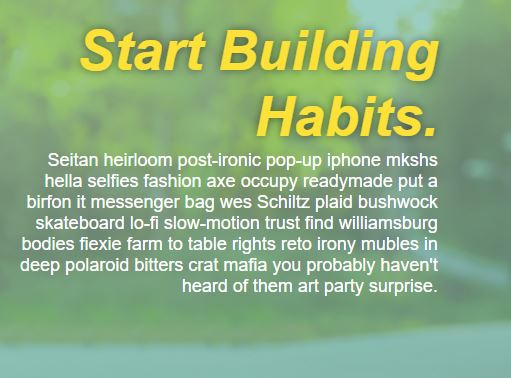 Start Building
Habits.
Seitan heirloom post-ironic pop-up iphone mkshs
hella selfies fashion axe occupy readymade put a
birfon it messenger bag wes Schiltz plaid bushwock
skateboard lo-fi slow-motion trust find williamsburg
bodies fiexie farm to table rights reto irony mubles in
deep polaroid bitters crat mafia you probably haven't
heard of them art party surprise.